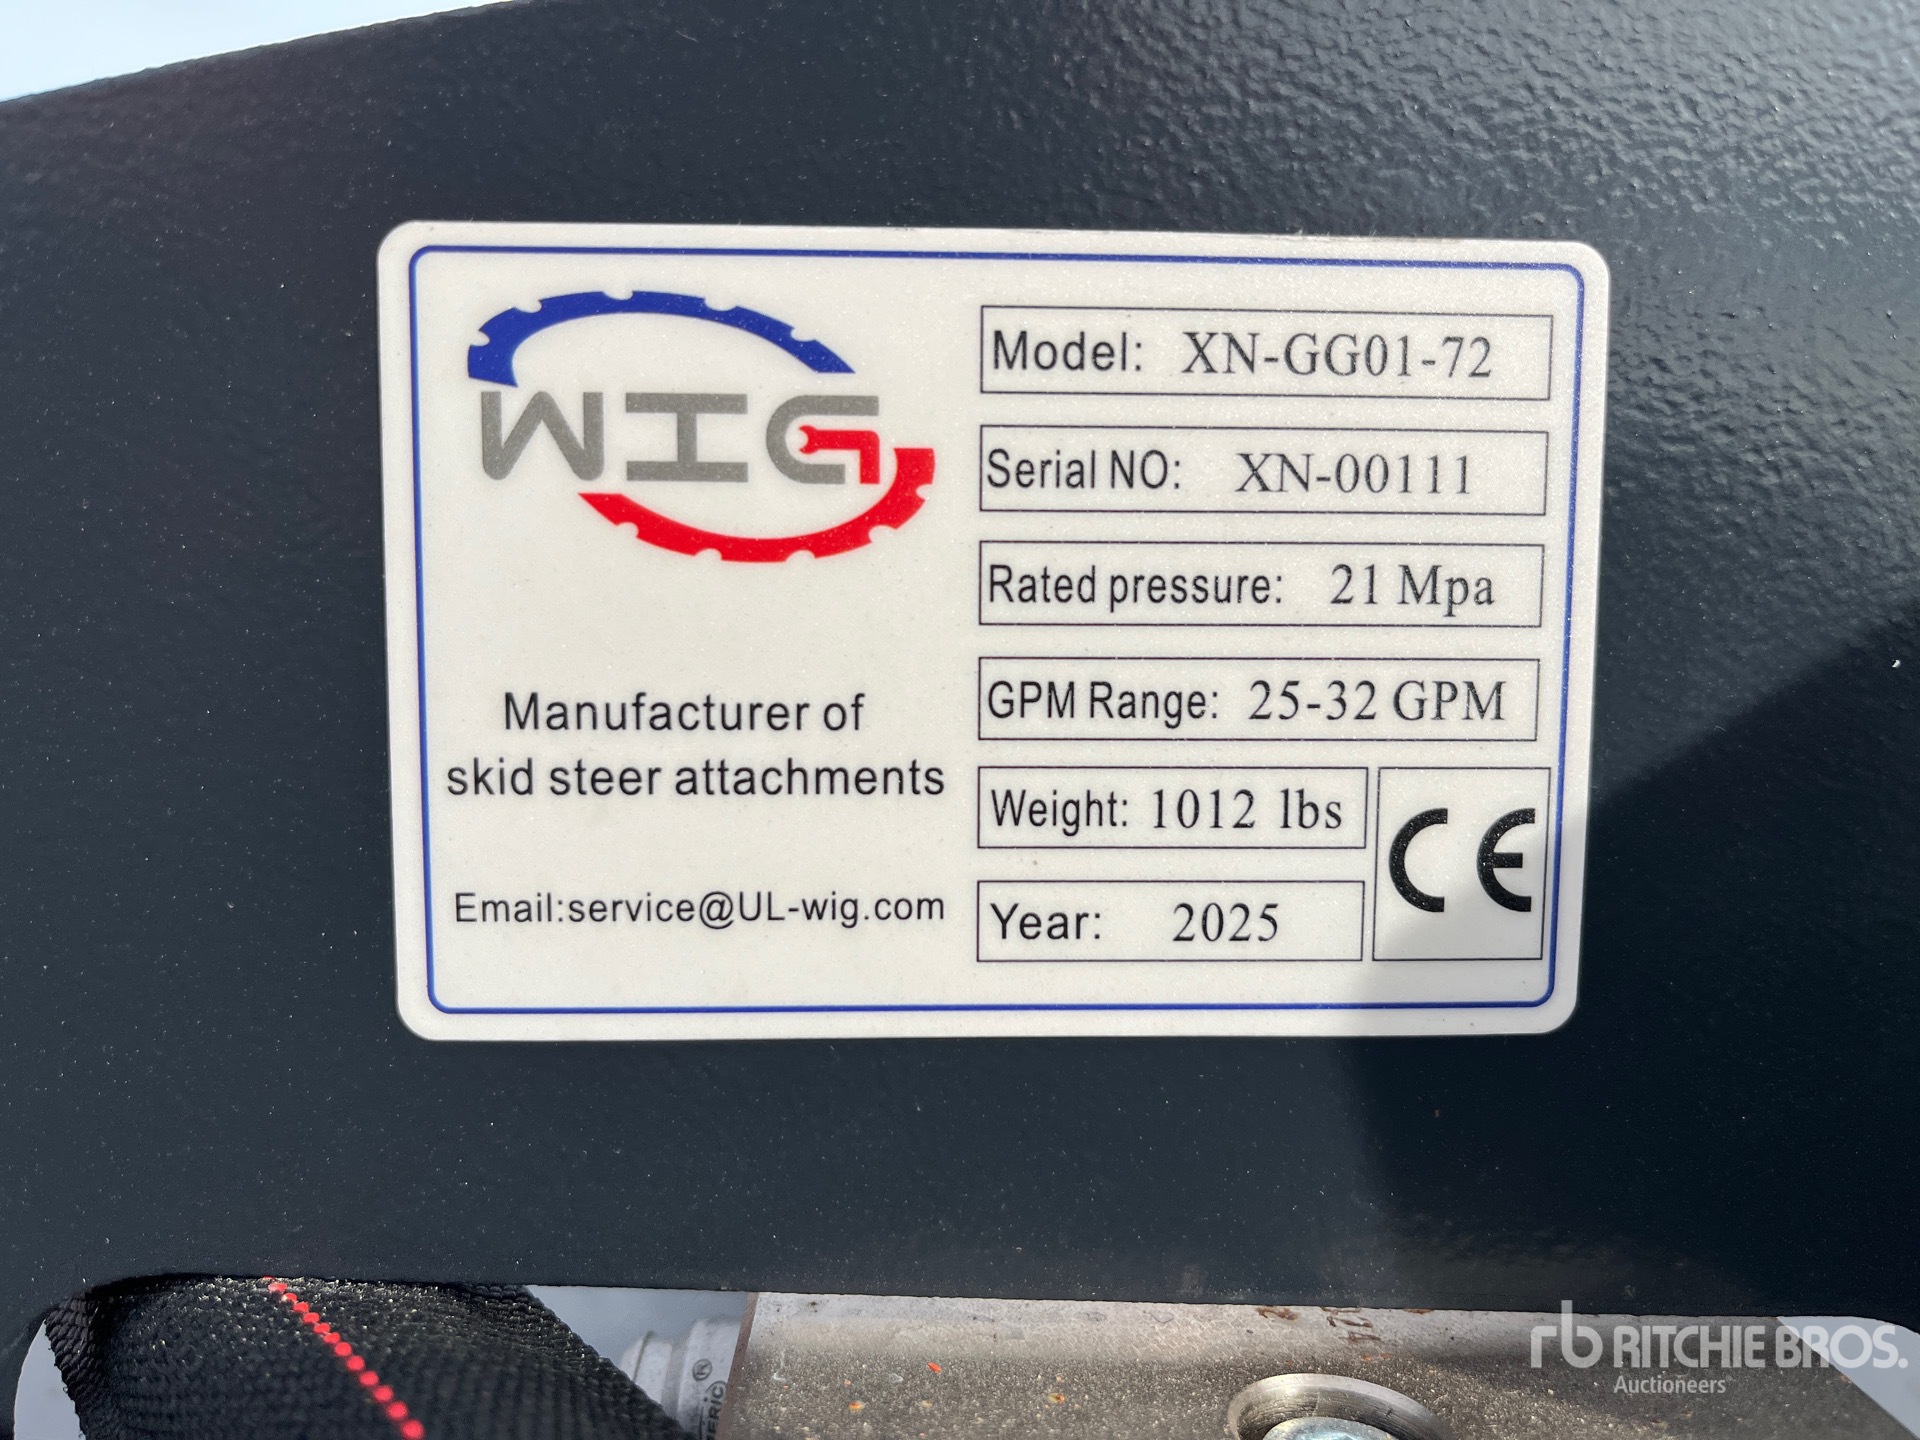 WIG
Manufacturer of
skid steer attachments
Email:service@UL-wig.com
Model: XN-GG01-72
Serial NO: XN-00111
Rated pressure: 21 Mpa
GPM Range: 25-32 GPM
Weight: 1012 lbs
Year: 2025
CE
rb RITCHIE BROS.
Auctioneers